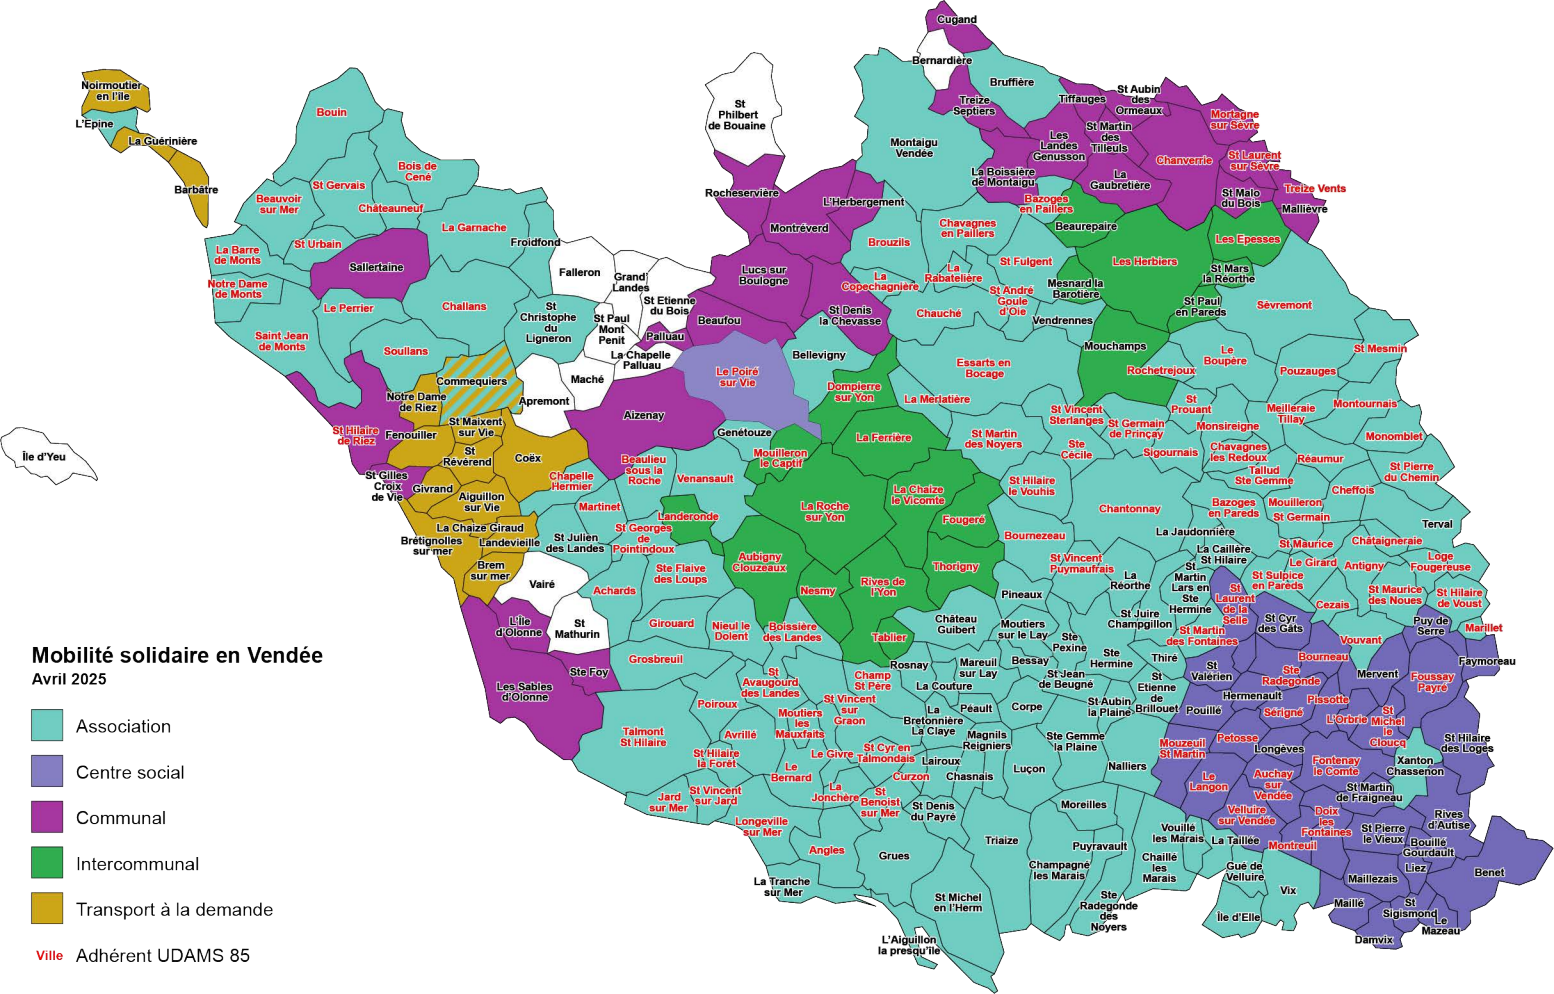 Cugand
Bernardière
Noirmoutier
en l'île
L'Epine
La Guérinière
Barbâtre
Bouin
Bois de
Cené
St Gervais
Beauvoir
sur Mer
Châteauneuf
La Garnache
Froidfond
St Urbain
La Barre
de Monts
Sallertaine
Notre Dame
de Monts
Le Perrier
Challans
Saint Jean
de Monts
Soullans
St
Philbert
de Bouaine
Rocheservière
L'Herbergement
Montréverd
Falleron
Grand'
Landes
St Etienne
du Bois
Lucs sur
Boulogne
St
Christophe
du
Ligneron
St Paul
Mont
Penit
Palluau
Beaufou
St Denis
la Chevasse
La Chapelle
Palluau
Maché
Apremont
Commequiers
Notre Dame
de Riez
St Hilaire
de Riez
Fenouiller
St Maixent
sur Vie
St
Révérend
Coëx
St Gilles
Croix
de Vie
Givrand
Aiguillon
sur Vie
La Chaize Giraud
Brétignolles
sur mer
Landevieille
Brem
sur mer
Île d'Yeu
Aizenay
Le Poiré
sur Vie
Bellevigny
Genétouze
Dompierre
sur Yon
La Merlatière
La Ferrière
Mouilleron
le Captif
Beaulieu
sous la
Roche
Venansault
Chapelle
Hermier
Martinet
Landeronde
St Georges
de
Pointindoux
St Julien
des Landes
Vairé
St
Mathurin
Achards
Ste Flaive
des Loups
L'Île
d'Olonne
Les Sables
d'Olonne
Ste Foy
Girouard
Grosbreuil
Nieul le
Dolent
Boissière
des Landes
Aubigny
Clouzeaux
La Roche
sur Yon
La Chaize
le Vicomte
Fougeré
Thorigny
Nesmy
Rives de
l'Yon
Tablier
Bruffière
Treize
Septiers
Tiffauges
St Aubin
des
Ormeaux
Mortagne
sur Sèvre
Montaigu
Vendée
Les
Landes
Genusson
St Martin
des
Tilleuls
Chanverrie
St Laurent
sur Sèvre
La Boissière
de Montaigu
La
Gaubretière
St Malo
du Bois
Treize Vents
Mallièvre
Bazoges
en Paillers
Beaurepaire
Les Epesses
Brouzils
Chavagnes
en Paillers
St Fulgent
Les Herbiers
La
Copechagnière
La
Rabatelière
Mesnard la
Barotière
St Mars
la Réorthe
St André
Goule
d'Oie
St Paul
en Pareds
Sèvremont
Chauché
Vendrennes
Mouchamps
Essarts en
Bocage
Le
Boupère
St Mesmin
Rochetrejoux
Pouzauges
St Vincent
Sterlanges
St Germain
de Prinçay
St
Prouant
Monsireigne
Meilleraie
Tillay
Montournais
Monomblet
St Martin
des Noyers
Ste
Cécile
Sigournais
Chavagnes
les Redoux
Tallud
Ste Gemme
Réaumur
St Pierre
du Chemin
St Hilaire
le Vouhis
Cheffois
Chantonnay
Bazoges
en Pareds
Mouilleron
St Germain
Terval
Bournezeau
La Jaudonnière
St Maurice
Le Girard
Châtaigneraie
La Caillère
St Hilaire
Antigny
Loge
Fougereuse
St Vincent
Puymaufrais
La
Réorthe
St
Martin
Lars en
Ste
Hermine
St
Laurent
de la
Selle
St Sulpice
en Pareds
Cezais
St Maurice
des Noues
St Hilaire
de Voust
Pineaux
St Juire
Champgillon
St Martin
des Fontaines
St Cyr
des Gâts
Puy de
Serre
Marillet
Château
Guibert
Moutiers
sur le Lay
Ste
Pexine
Vouvant
Bourneau
Faymoreau
Rosnay
Mareuil
sur Lay
Bessay
Ste
Hermine
Thiré
St
Valérien
Ste
Radegonde
Mervent
Foussay
Payré
La Couture
St Jean
de Beugné
St
Etienne
de
Brillouet
Hermenault
Pissotte
Champ
St Père
Péault
Corpe
St Aubin
la Plaine
Pouillé
Sérigné
L'Orbrie
St
Michel
le
Cloucq
St Hilaire
des Loges
St
Avaugourd
des Landes
St Vincent
sur
Graon
La
Bretonnière
La Claye
Magnils
Reigniers
Ste Gemme
la Plaine
Mouzeuil
St Martin
Petosse
Longèves
Fontenay
le Comte
Xanton
Chassenon
Poiroux
Avrillé
Moutiers
les
Mauxfaits
Talmont
St Hilaire
St Hilaire
la Forêt
Le Givre
St Cyr en
Talmondais
Lairoux
Luçon
Nalliers
Le
Langon
Auchay
sur
Vendée
St Martin
de Fraigneau
Le
Bernard
Curzon
Chasnais
Jard
sur Mer
St Vincent
sur Jard
La
Jonchère
St
Benoist
sur Mer
St Denis
du Payré
Moreilles
Velluire
sur Vendée
Doix
les
Fontaines
Rives
d'Autise
Longeville
sur Mer
Triaize
Puyravault
Vouillé
les Marais
La Taillée
Montreuil
St Pierre
le Vieux
Bouillé
Gourdault
Angles
Grues
Champagné
les Marais
Chaillé
les
Marais
Gué de
Velluire
Vix
Maillezais
Liez
Benet
La Tranche
sur Mer
St Michel
en l'Herm
Ste
Radegonde
des
Noyers
Île d'Elle
Maillé
St
Sigismond
Le
Mazeau
Damvix
L'Aiguillon
la presqu'île
Mobilité solidaire en Vendée
Avril 2025
Association
Centre social
Communal
Intercommunal
Transport à la demande
Ville Adhérent UDAMS 85